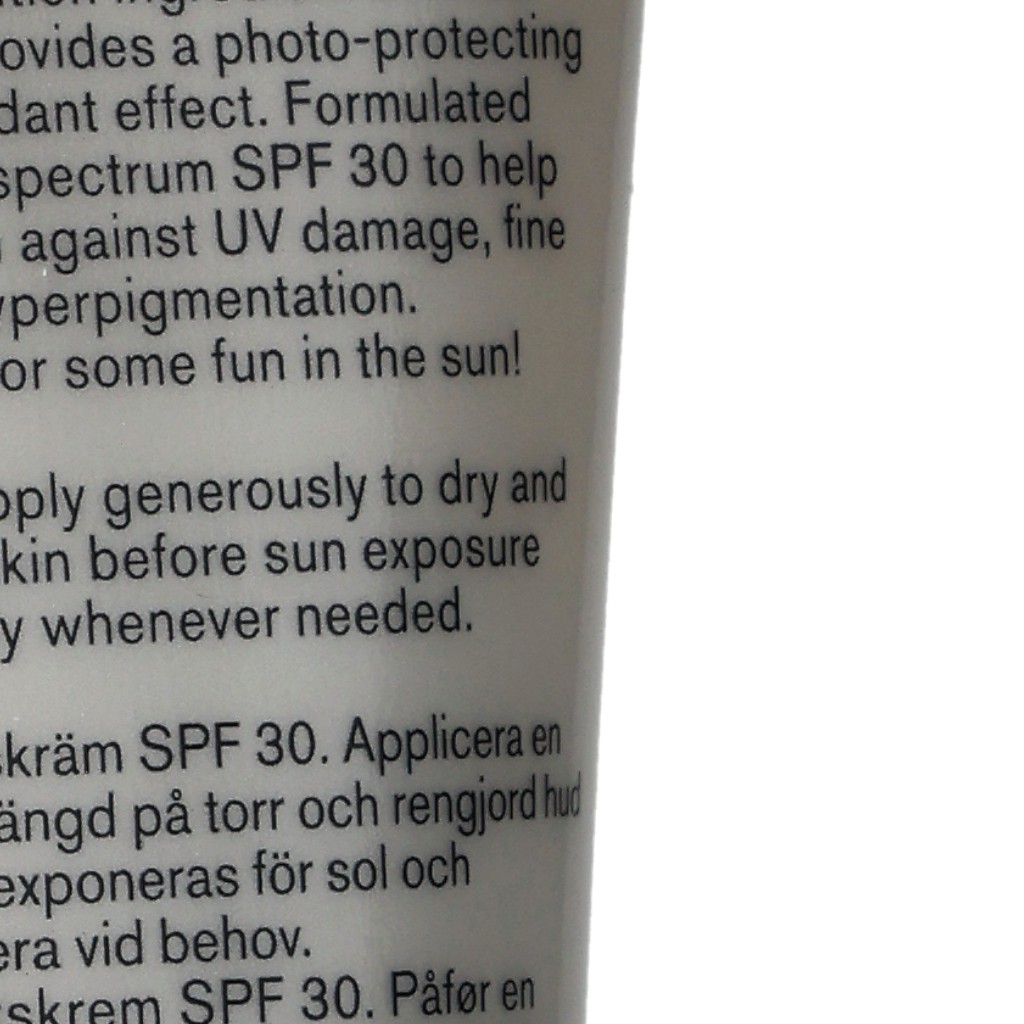 ovides a photo-protecting
dant effect. Formulated
spectrum SPF 30 to help
against UV damage, fine
yperpigmentation.
or some fun in the sun!
pply generously to dry and
kin before sun exposure
y whenever needed.
skräm SPF 30. Applicera en
ängd på torr och rengjord hud
exponeras för sol och
era vid behov.
skrem SPF 30. Påfør en